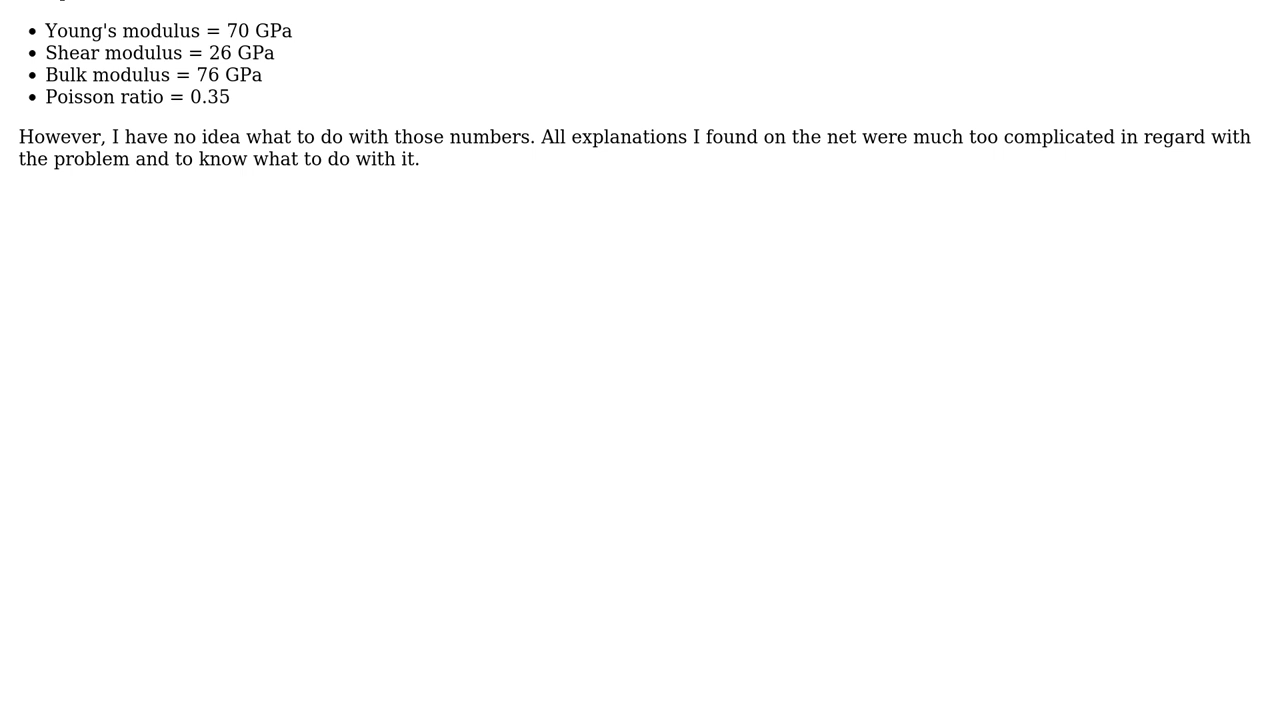 • Young's modulus = 70 GPa
• Shear modulus = 26 GPa
• Bulk modulus = 76 GPa
• Poisson ratio = 0.35
However, I have no idea what to do with those numbers. All explanations I found on the net were much too complicated in regard with
the problem and to know what to do with it.